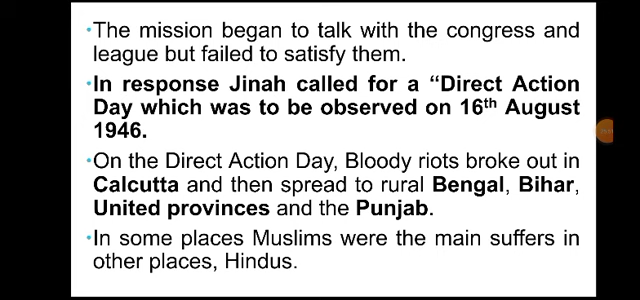 •The mission began to talk with the congress and
league but failed to satisfy them.
•In response Jinah called for a “Direct Action
Day which was to be observed on 16th August
1946.
•On the Direct Action Day, Bloody riots broke out in
Calcutta and then spread to rural Bengal, Bihar,
United provinces and the Punjab.
•In some places Muslims were the main suffers in
other places, Hindus.